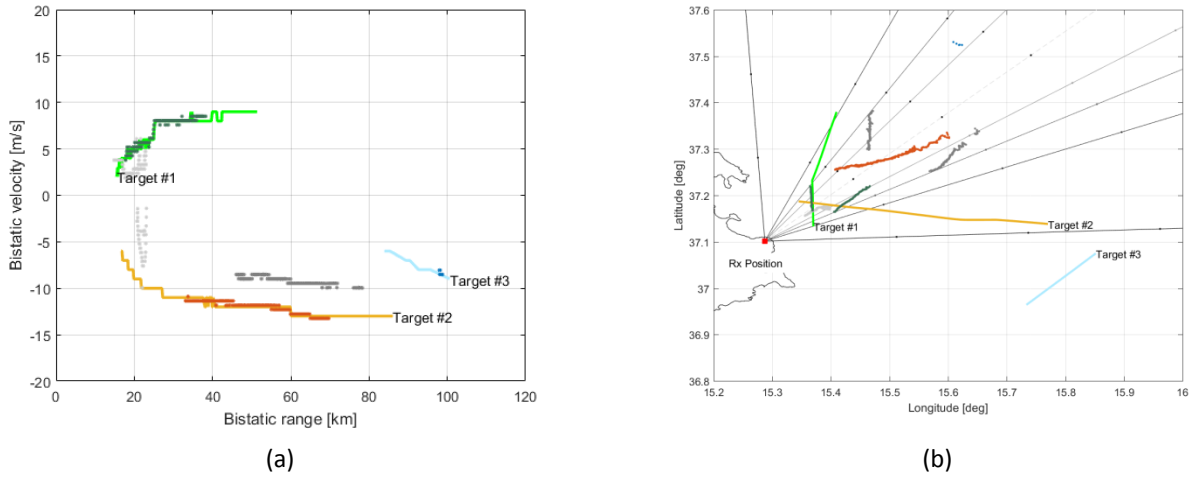 20
15
10
5
0
-5
-10
-15
-20
0 20 40 60 80 100 120
Bistatic velocity [m/s]
Bistatic range [km]
Target #1
Target #3
Target #2
(a)
37.6
37.5
37.4
37.3
37.2
37.1
37
36.9
36.8
15.2 15.3 15.4 15.5 15.6 15.7 15.8 15.9 16
Latitude [deg]
Longitude [deg]
Target #1
Target #2
Rx Position
Target #3
(b)